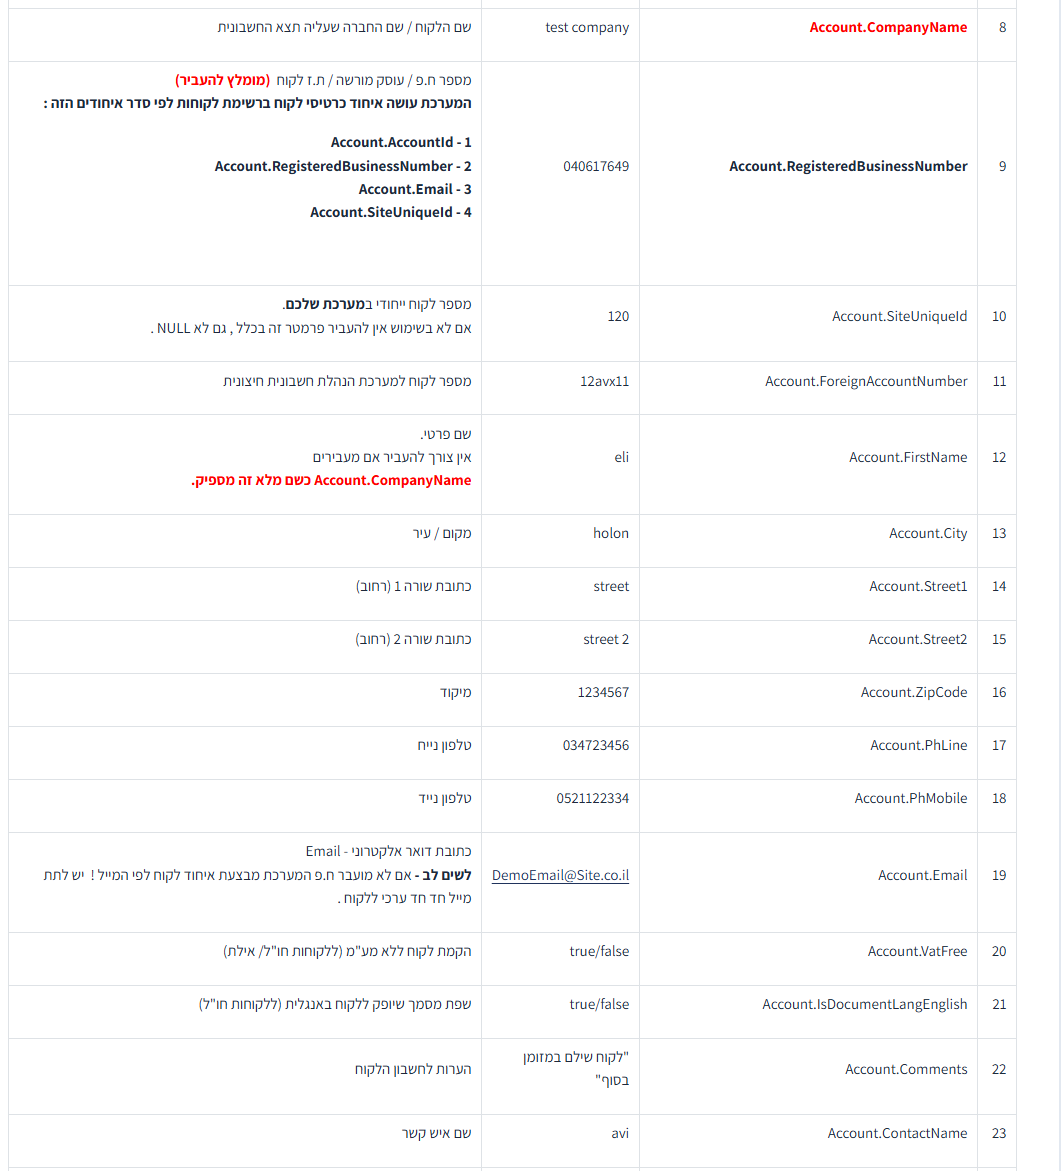 8
Account.CompanyName
test company
שם הלקוח / שם החברה שעליה תצא החשבונית
9
Account.RegisteredBusinessNumber
040617649
מספר ח.פ / עוסק מורשה / ת.ז לקוח (מומלץ להעביר)
המערכת עושה איחוד כרטיסי לקוח ברשימת לקוחות לפי סדר איחודים הזה :
1 - Account.AccountId
2 - Account.RegisteredBusinessNumber
3 - Account.Email
4 - Account.SiteUniqueId
10
Account.SiteUniqueId
120
מספר לקוח ייחודי במערכת שלכם.
אם לא בשימוש אין להעביר פרמטר זה בכלל , גם לא NULL .
11
Account.ForeignAccountNumber
12avx11
מספר לקוח למערכת הנהלת חשבונית חיצונית
12
Account.FirstName
eli
שם פרטי.
אין צורך להעביר אם מעבירים
Account.CompanyName כשם מלא זה מספיק.
13
Account.City
holon
מקום / עיר
14
Account.Street1
street
כתובת שורה 1 (רחוב)
15
Account.Street2
street 2
כתובת שורה 2 (רחוב)
16
Account.ZipCode
1234567
מיקוד
17
Account.PhLine
034723456
טלפון נייח
18
Account.PhMobile
0521122334
טלפון נייד
19
Account.Email
DemoEmail@Site.co.il
כתובת דואר אלקטרוני - Email
לשים לב - אם לא מועבר ח.פ המערכת מבצעת איחוד לקוח לפי המייל ! יש לתת
מייל חד חד ערכי ללקוח .
20
Account.VatFree
true/false
הקמת לקוח ללא מע"מ (ללקוחות חו"ל/ אילת)
21
Account.IsDocumentLangEnglish
true/false
שפת מסמך שיופק ללקוח באנגלית (ללקוחות חו"ל)
22
Account.Comments
"לקוח שילם במזומן
בסוף"
הערות לחשבון הלקוח
23
Account.ContactName
avi
שם איש קשר